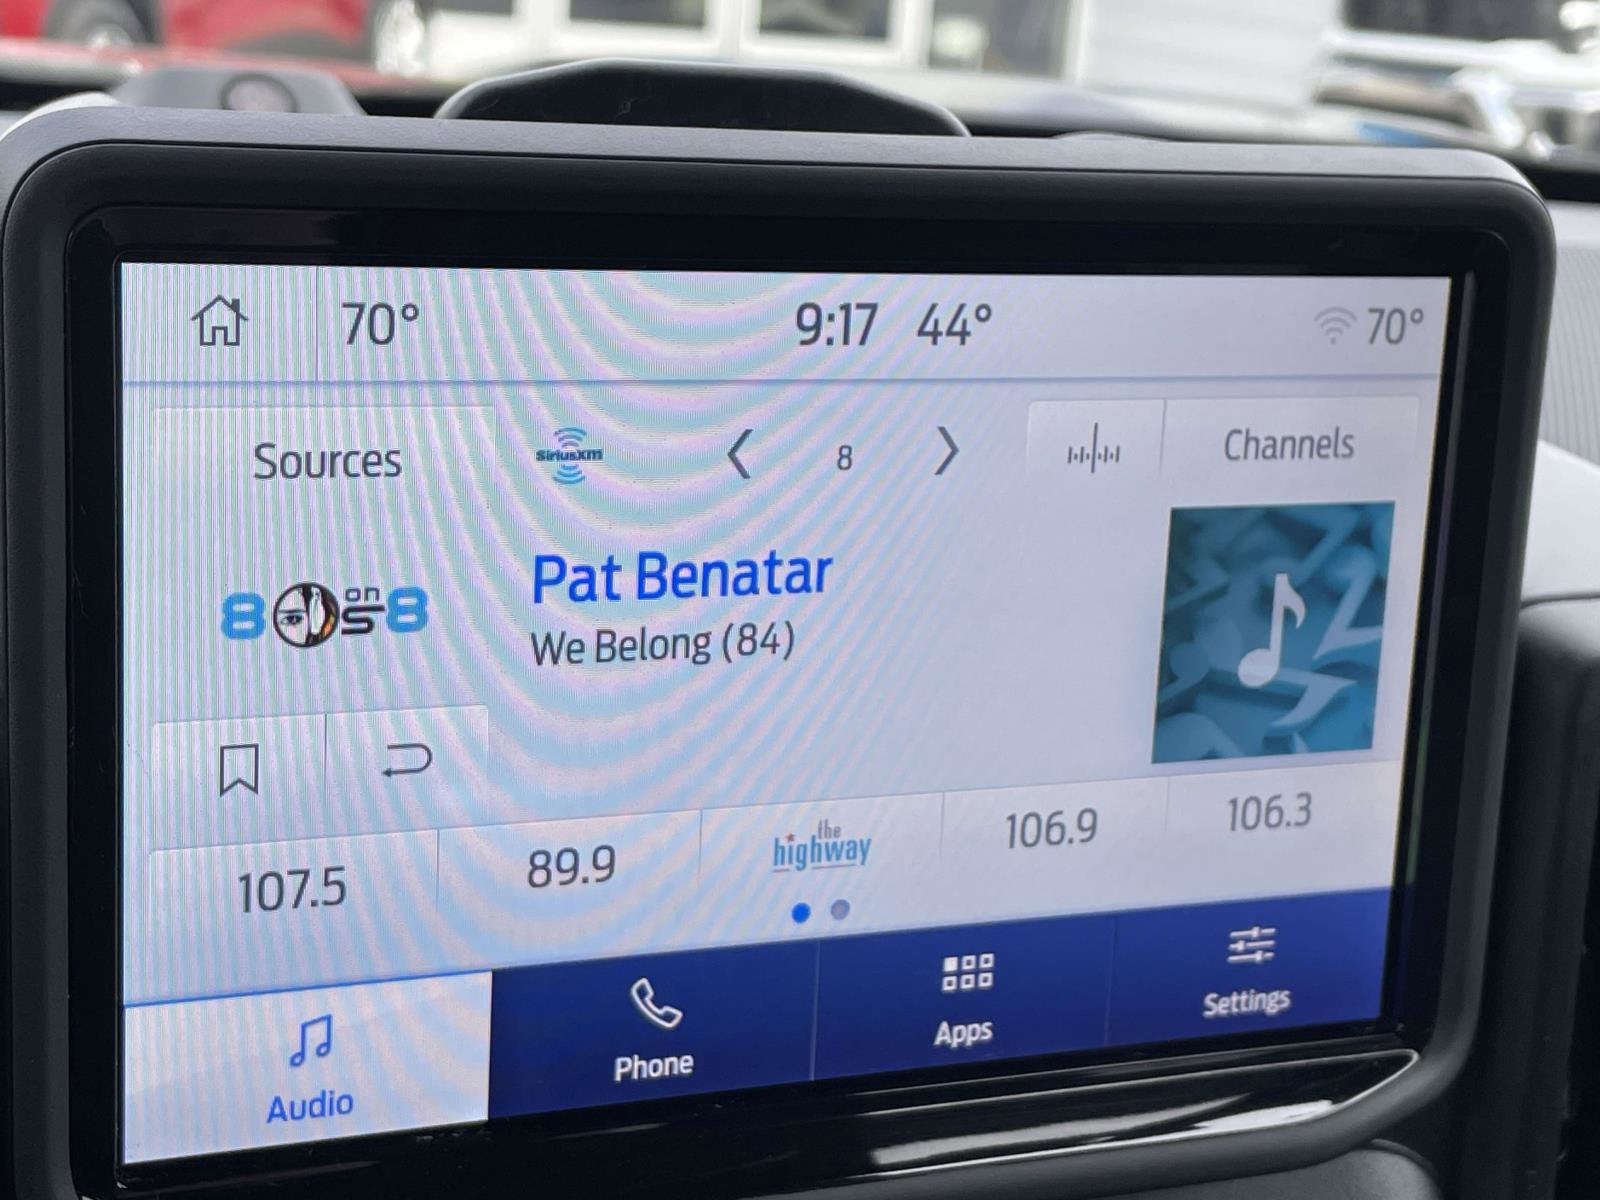 70° 9:17 44° 70°
Sources SiriusXM 8 Channels
80s on 8
Pat Benatar
We Belong (84)
107.5 89.9 the highway 106.9 106.3
Audio Phone Apps Settings